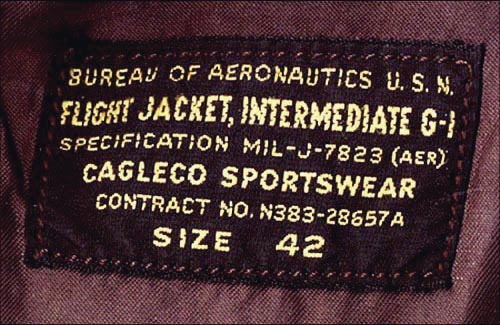 BUREAU OF AERONAUTICS U.S.N.
FLIGHT JACKET, INTERMEDIATE G-1
SPECIFICATION MIL-J-7823 (AER)
CAGLECO SPORTSWEAR
CONTRACT NO. N383-28657A
SIZE 42